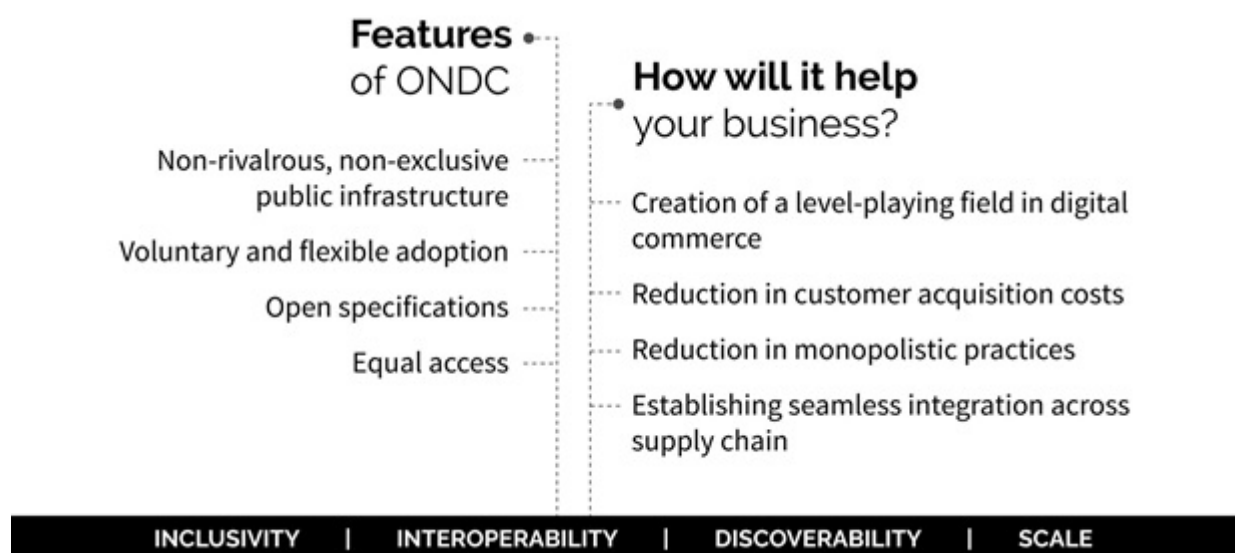 Features
of ONDC
Non-rivalrous, non-exclusive
public infrastructure
Voluntary and flexible adoption
Open specifications
Equal access
How will it help
your business?
Creation of a level-playing field in digital
commerce
Reduction in customer acquisition costs
Reduction in monopolistic practices
Establishing seamless integration across
supply chain
INCLUSIVITY | INTEROPERABILITY | DISCOVERABILITY | SCALE